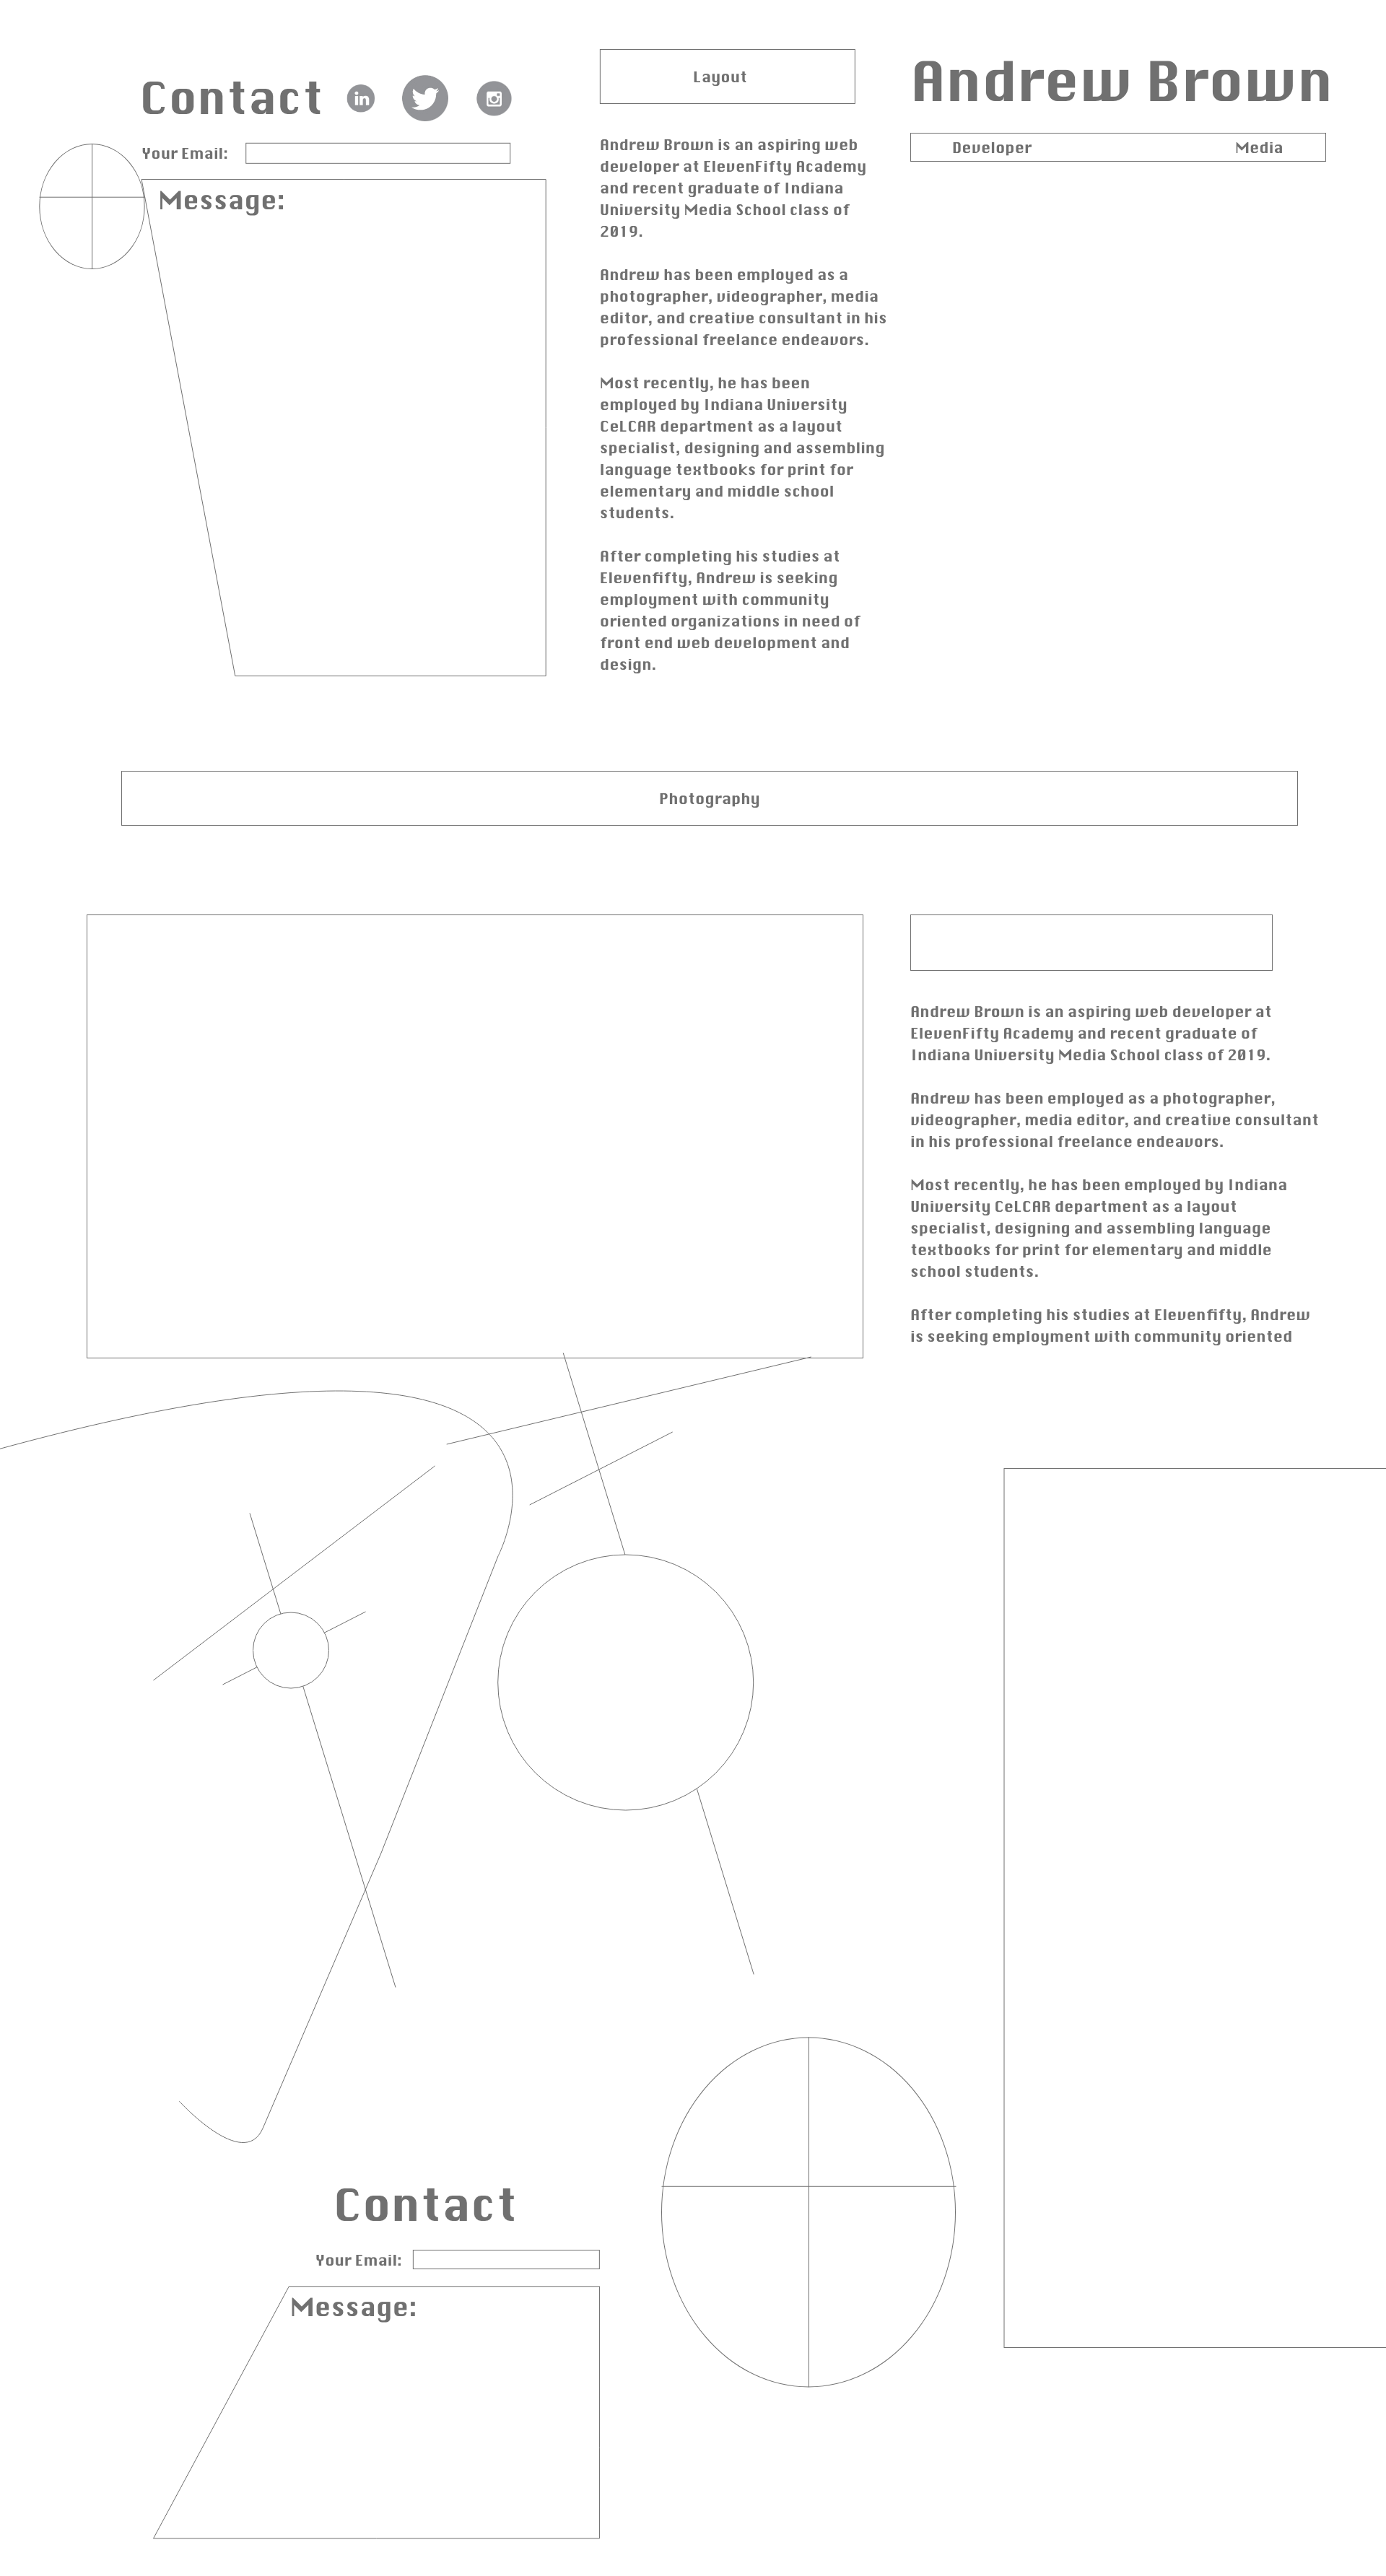 Contact
in
Your Email:
Message:
Layout
Andrew Brown is an aspiring web
developer at ElevenFifty Academy
and recent graduate of Indiana
University Media School class of
2019.
Andrew has been employed as a
photographer, videographer, media
editor, and creative consultant in his
professional freelance endeavors.
Most recently, he has been
employed by Indiana University
CeLCAR department as a layout
specialist, designing and assembling
language textbooks for print for
elementary and middle school
students.
After completing his studies at
Elevenfifty, Andrew is seeking
employment with community
oriented organizations in need of
front end web development and
design.
Andrew Brown
Developer Media
Photography
Andrew Brown is an aspiring web developer at
ElevenFifty Academy and recent graduate of
Indiana University Media School class of 2019.
Andrew has been employed as a photographer,
videographer, media editor, and creative consultant
in his professional freelance endeavors.
Most recently, he has been employed by Indiana
University CeLCAR department as a layout
specialist, designing and assembling language
textbooks for print for elementary and middle
school students.
After completing his studies at Elevenfifty, Andrew
is seeking employment with community oriented
Contact
Your Email:
Message: